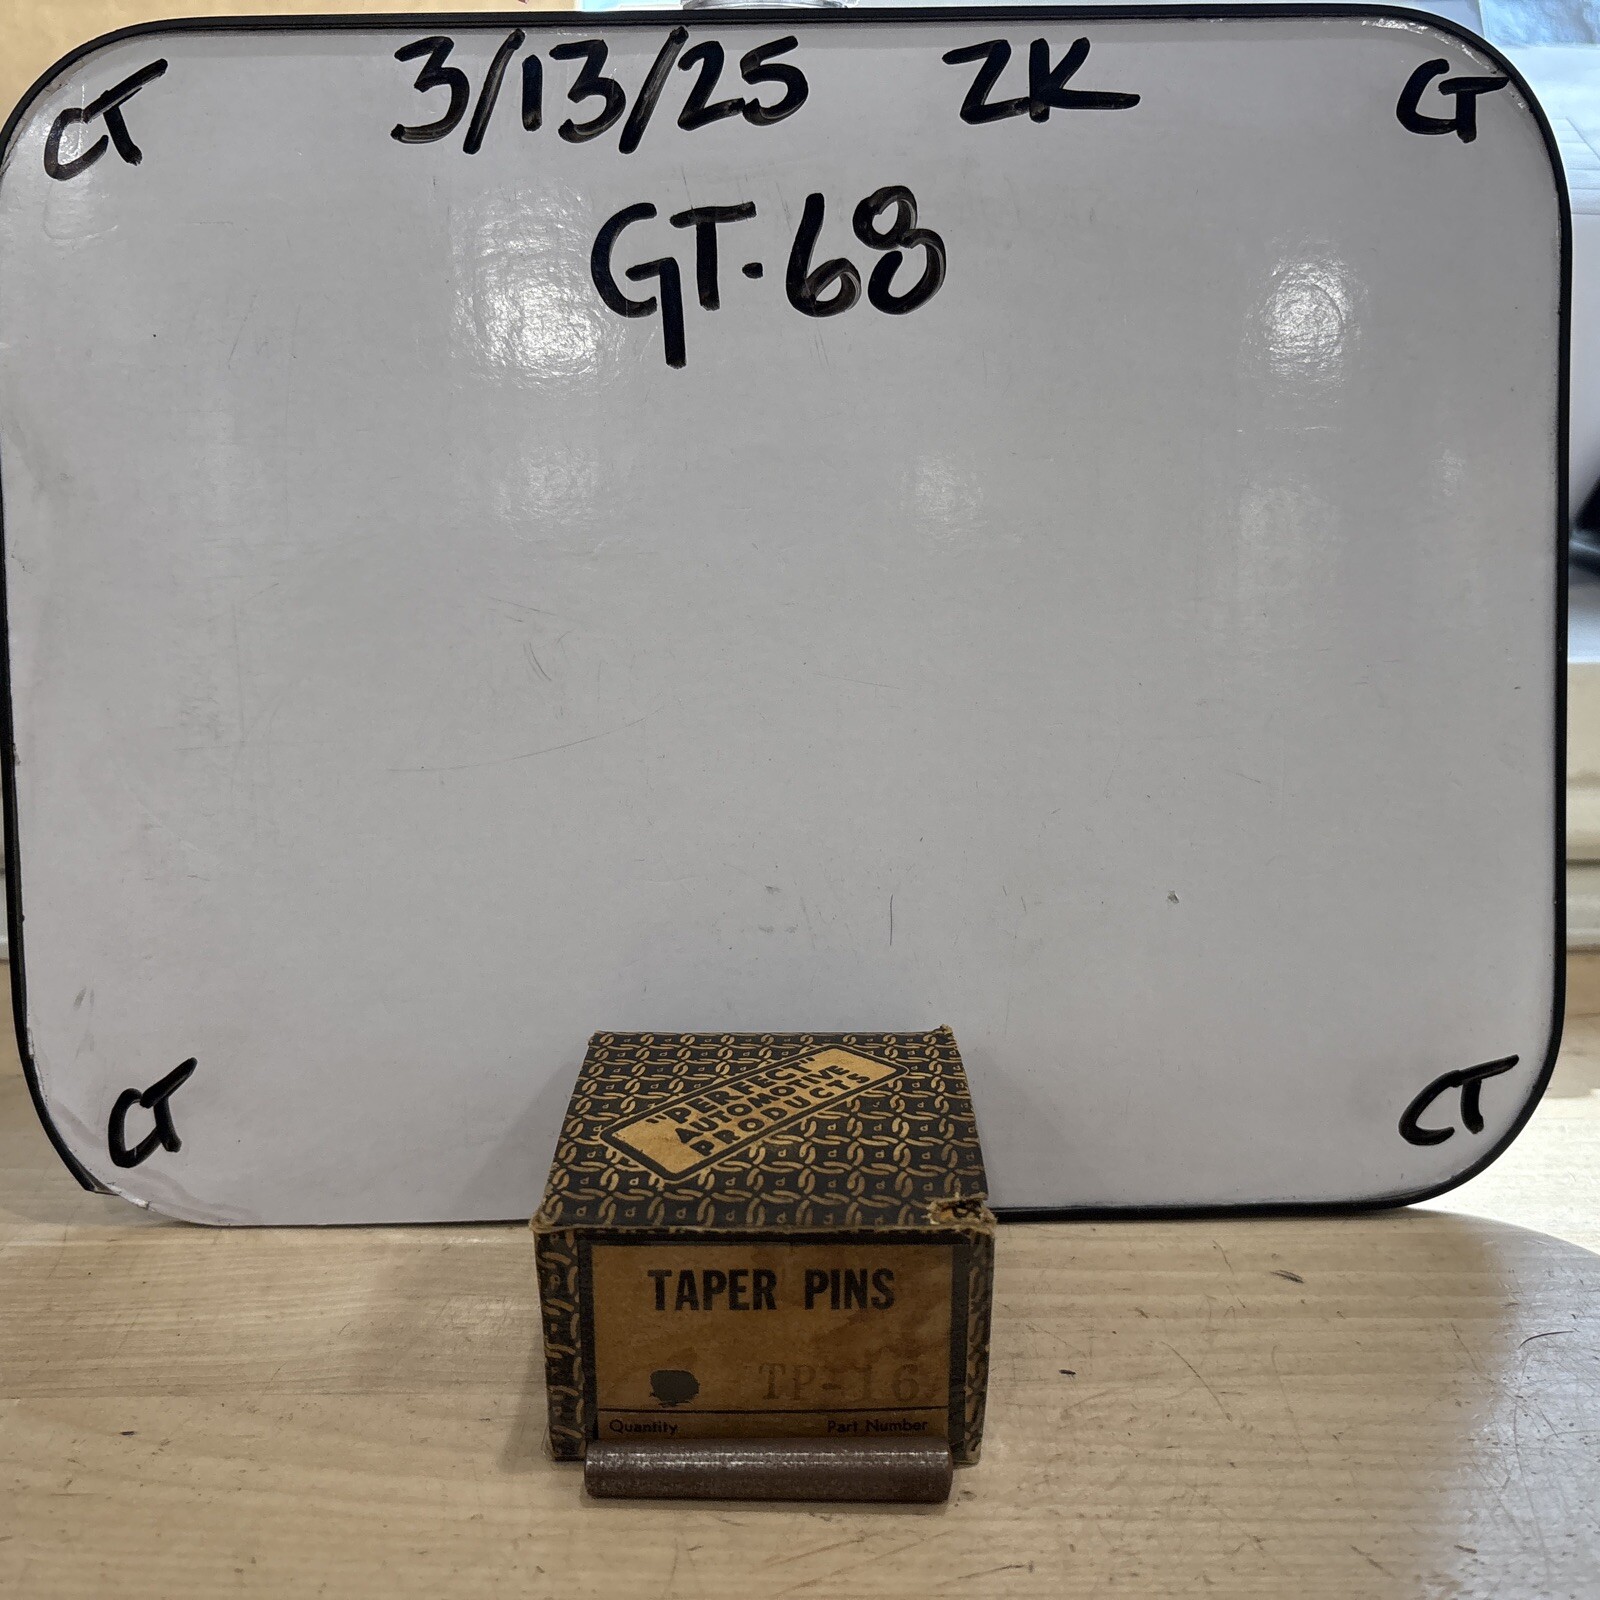 CT 3/13/25 ZK CT
GT-68
"PERFECT"
AUTOMOTIVE
PRODUCTS
TAPER PINS
TP-16
Quantity Part Number
CT CT